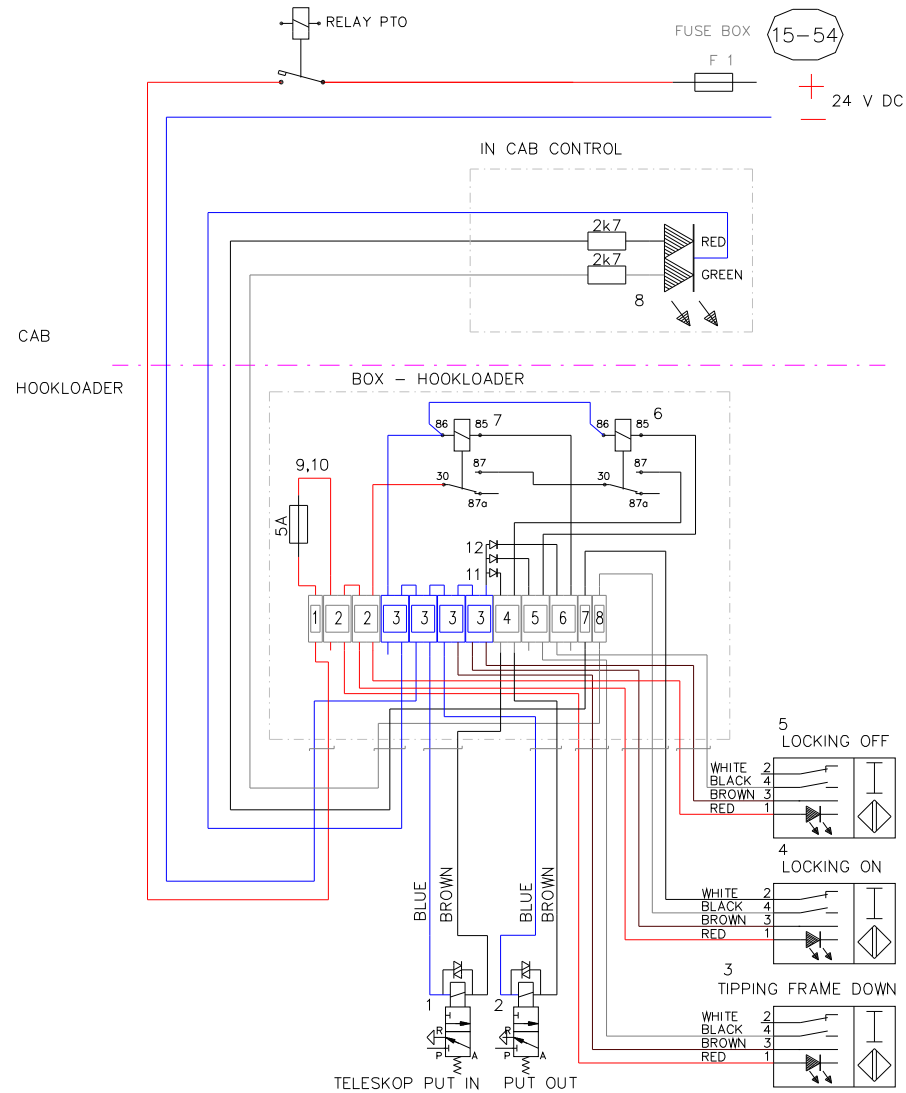 RELAY PTO
FUSE BOX
15-54
F 1
24 V DC
IN CAB CONTROL
2k7
RED
2k7
GREEN
8
CAB
HOOKLOADER
BOX - HOOKLOADER
86 85 7
86 85 6
9,10
30 87
87a
30 87
87a
5A
12
11
1 2 2 3 3 3 3 4 5 6 7 8
5
LOCKING OFF
WHITE 2
BLACK 4
BROWN 3
RED 1
4
LOCKING ON
WHITE 2
BLACK 4
BROWN 3
RED 1
BLUE
BROWN
BLUE
BROWN
3
TIPPING FRAME DOWN
WHITE 2
BLACK 4
BROWN 3
RED 1
1
R
P A
2
R
P A
TELESKOP PUT IN PUT OUT